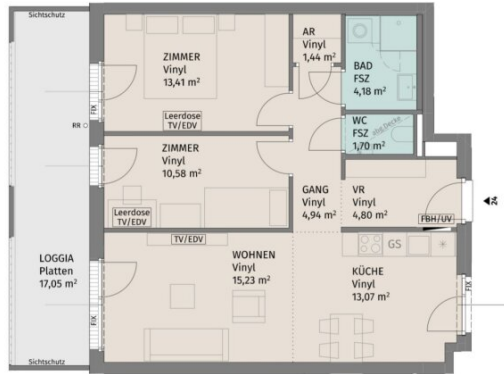 Sichtschutz
AR
Vinyl
1,44 m²
ZIMMER
Vinyl
13,41 m²
BAD
FSZ
4,18 m²
FIX
Leerdose
TV/EDV
RR
WC
FSZ
1,70 m²
abg.Decke
ZIMMER
Vinyl
10,58 m²
GANG
Vinyl
4,94 m²
VR
Vinyl
4,80 m²
24
Leerdose
TV/EDV
FBH/UV
TV/EDV
GS
LOGGIA
Platten
17,05 m²
WOHNEN
Vinyl
15,23 m²
KÜCHE
Vinyl
13,07 m²
FIX
FIX
Sichtschutz